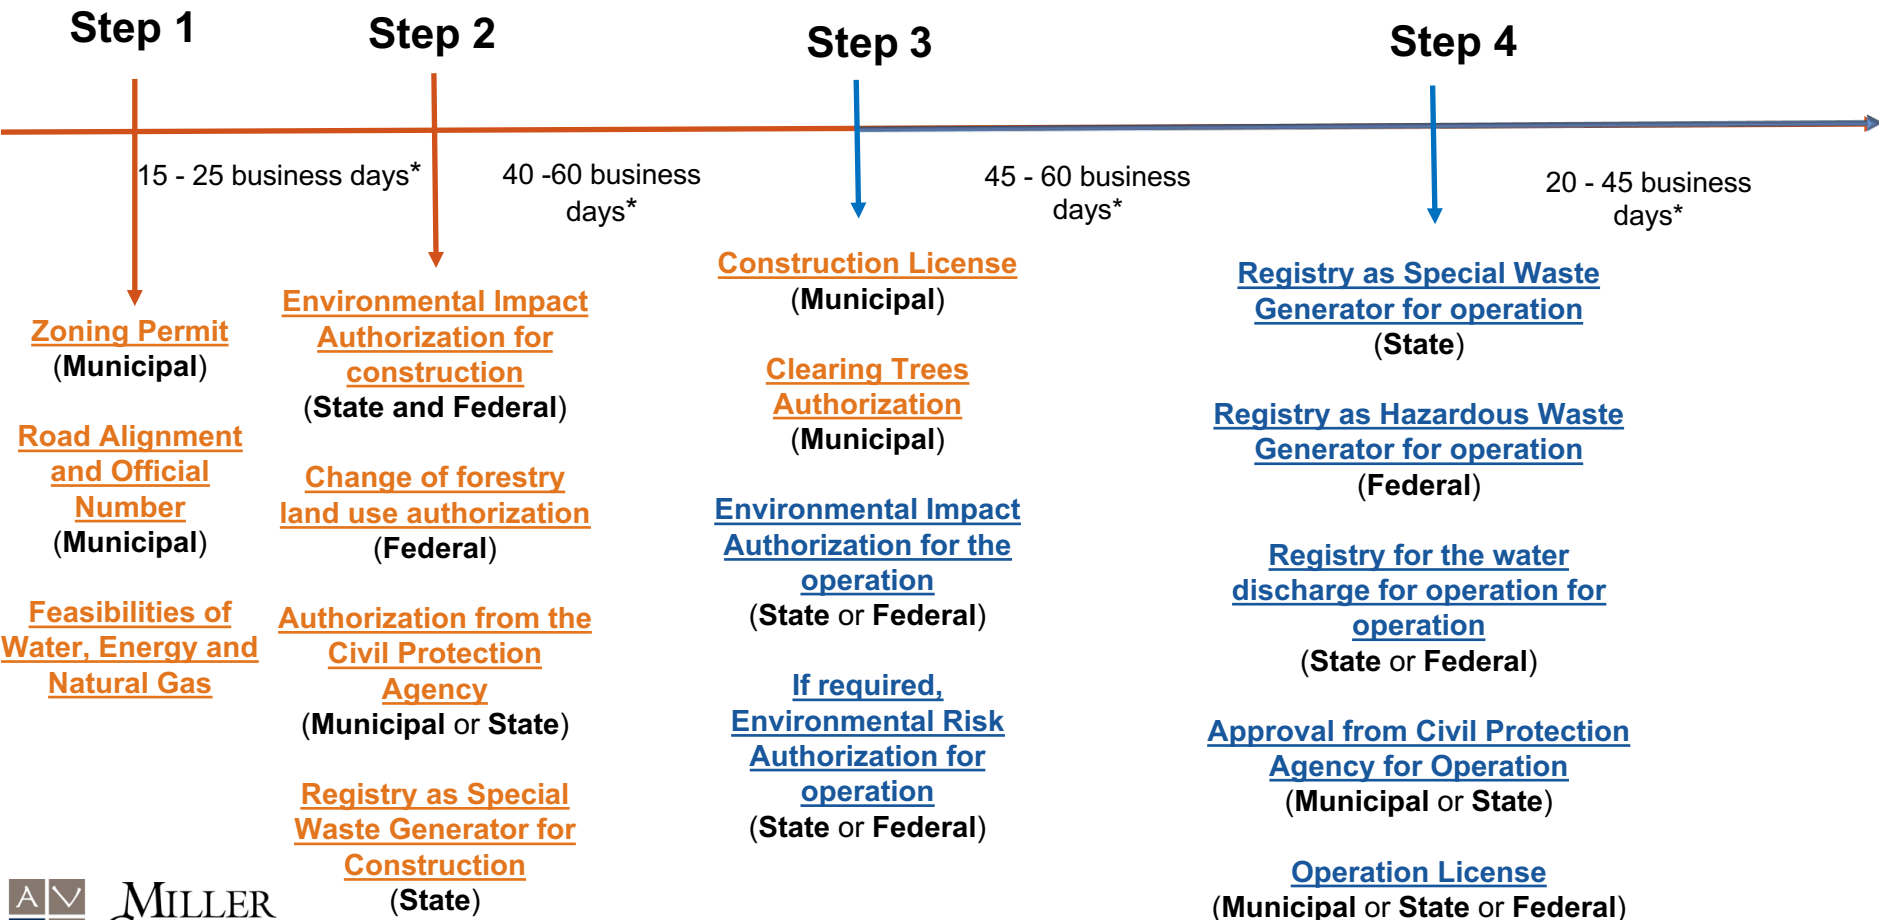 Step 1
Step 2
Step 3
Step 4
15 - 25 business days*
40 -60 business
days*
45 - 60 business
days*
20 - 45 business
days*
Zoning Permit
(Municipal)
Road Alignment
and Official
Number
(Municipal)
Feasibilities of
Water, Energy and
Natural Gas
Environmental Impact
Authorization for
construction
(State and Federal)
Change of forestry
land use authorization
(Federal)
Authorization from the
Civil Protection
Agency
(Municipal or State)
Registry as Special
Waste Generator for
Construction
(State)
Construction License
(Municipal)
Clearing Trees
Authorization
(Municipal)
Environmental Impact
Authorization for the
operation
(State or Federal)
If required,
Environmental Risk
Authorization for
operation
(State or Federal)
Registry as Special Waste
Generator for operation
(State)
Registry as Hazardous Waste
Generator for operation
(Federal)
Registry for the water
discharge for operation for
operation
(State or Federal)
Approval from Civil Protection
Agency for Operation
(Municipal or State)
Operation License
(Municipal or State or Federal)
A V
MILLER